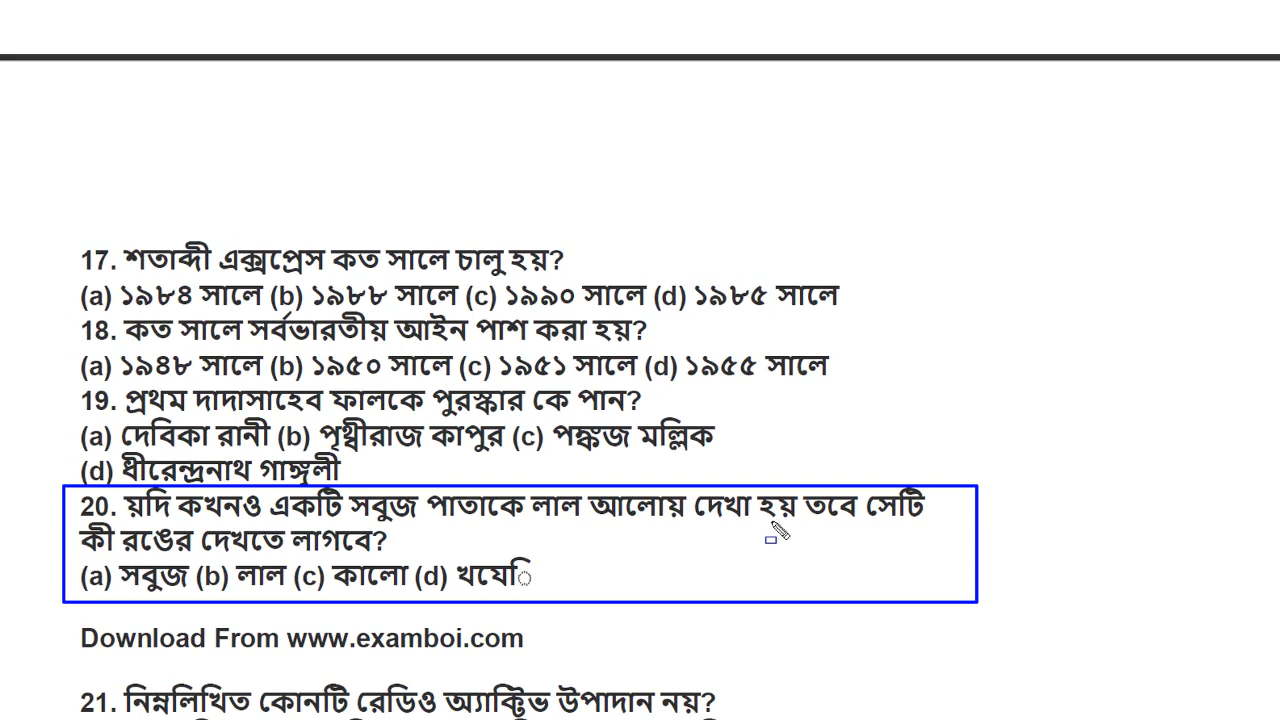 17. শতাব্দী এক্সপ্রেস কত সালে চালু হয়?
(a) ১৯৮৪ সালে (b) ১৯৮৮ সালে (c) ১৯৯০ সালে (d) ১৯৮৫ সালে
18. কত সালে সর্বভারতীয় আইন পাশ করা হয়?
(a) ১৯৪৮ সালে (b) ১৯৫০ সালে (c) ১৯৫১ সালে (d) ১৯৫৫ সালে
19. প্রথম দাদাসাহেব ফালকে পুরস্কার কে পান?
(a) দেবিকা রানী (b) পৃথ্বীরাজ কাপুর (c) পঙ্কজ মল্লিক
(d) ধীরেন্দ্রনাথ গাঙ্গুলী
20. যদি কখনও একটি সবুজ পাতাকে লাল আলোয় দেখা হয় তবে সেটি
কী রঙের দেখতে লাগবে?
(a) সবুজ (b) লাল (c) কালো (d) খযেি
Download From www.examboi.com
21. নিম্নলিখিত কোনটি রেডিও অ্যাক্টিভ উপাদান নয়?